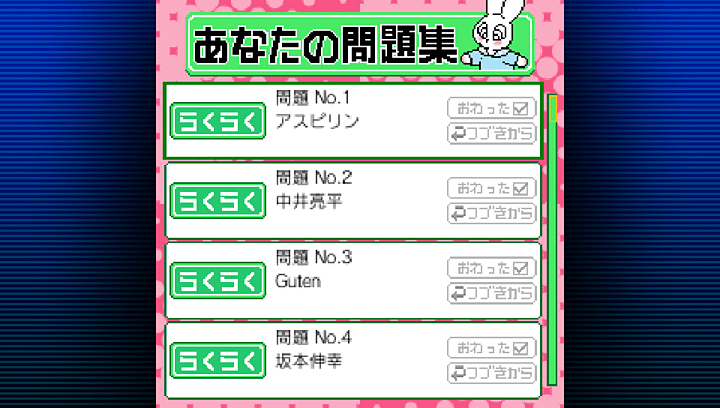 あなたの問題集
らくらく
問題 No.1
アスピリン
おわった
つづきから
らくらく
問題 No.2
中井亮平
おわった
つづきから
らくらく
問題 No.3
Guten
おわった
つづきから
らくらく
問題 No.4
坂本伸幸
おわった
つづきから